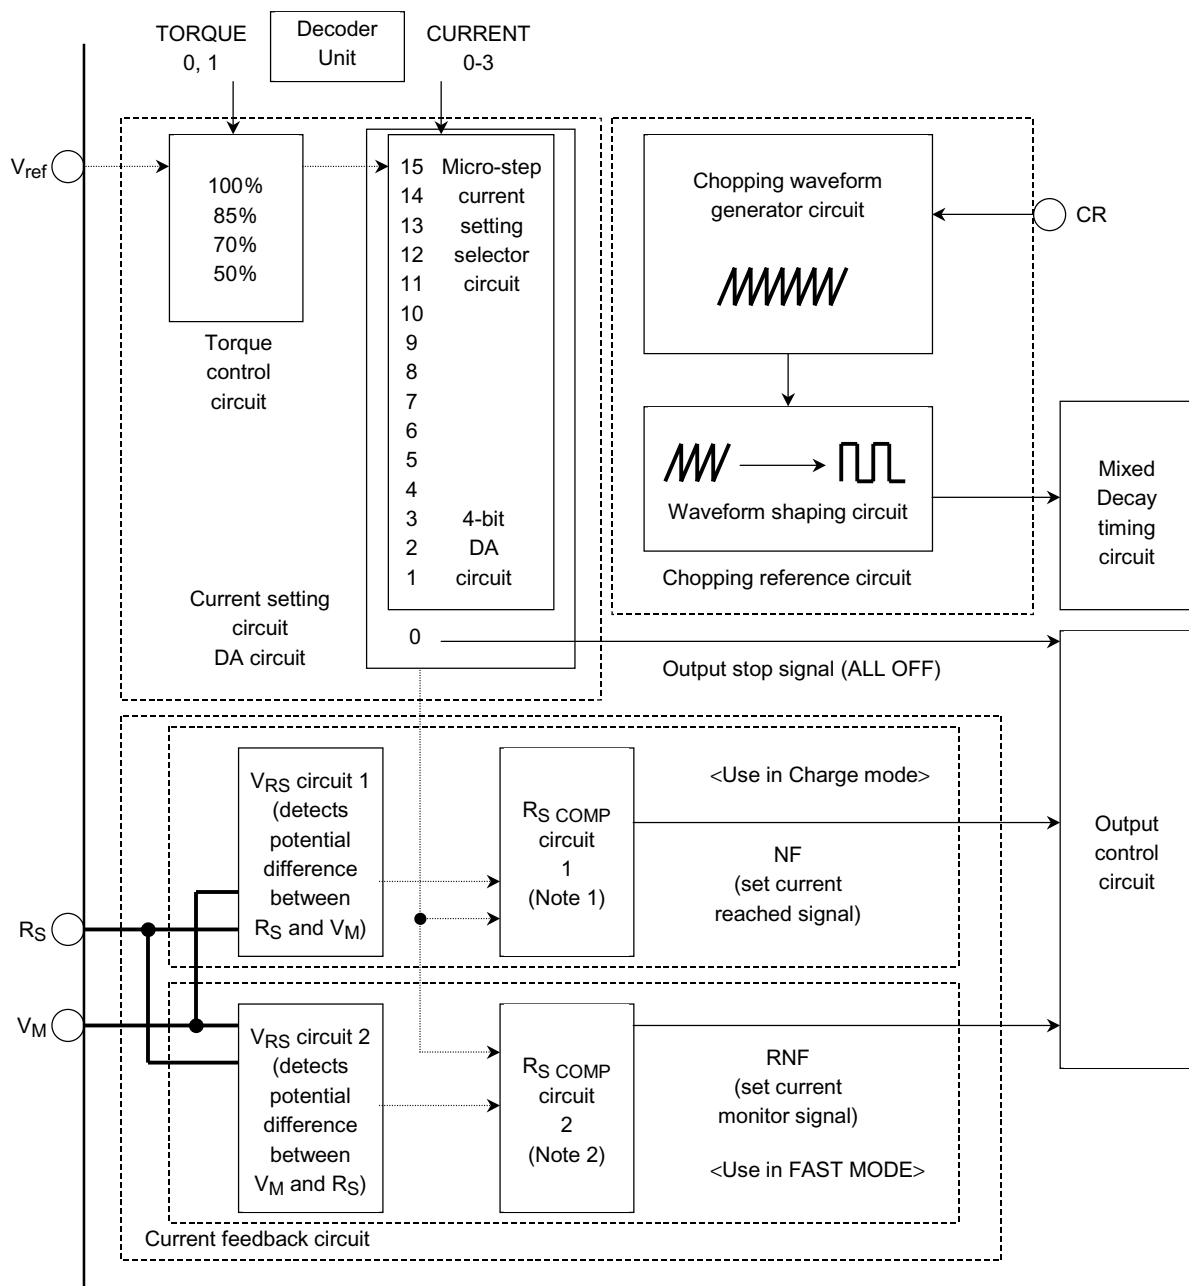 TORQUE
0, 1
Decoder
Unit
CURRENT
0-3
Vref
100%
85%
70%
50%
Torque
control
circuit
15 Micro-step
14 current
13 setting
12 selector
11 circuit
10
9
8
7
6
5
4
3 4-bit
2 DA
1 circuit
0
Current setting
circuit
DA circuit
Chopping waveform
generator circuit
CR
Waveform shaping circuit
Chopping reference circuit
Mixed
Decay
timing
circuit
Output stop signal (ALL OFF)
VRS circuit 1
(detects
potential
difference
between
RS and VM)
RS COMP
circuit
1
(Note 1)
<Use in Charge mode>
NF
(set current
reached signal)
Output
control
circuit
RS
VM
VRS circuit 2
(detects
potential
difference
between
VM and RS)
RS COMP
circuit
2
(Note 2)
RNF
(set current
monitor signal)
<Use in FAST MODE>
Current feedback circuit